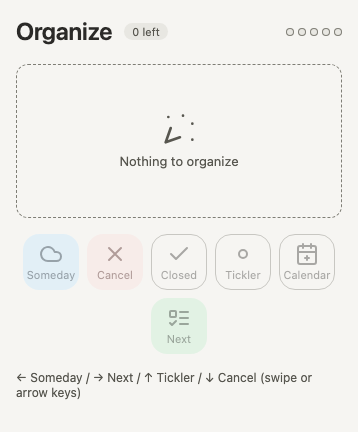 Organize 0 left
Nothing to organize
Someday Cancel Closed Tickler Calendar
Next
← Someday / → Next / ↑ Tickler / ↓ Cancel (swipe or
arrow keys)